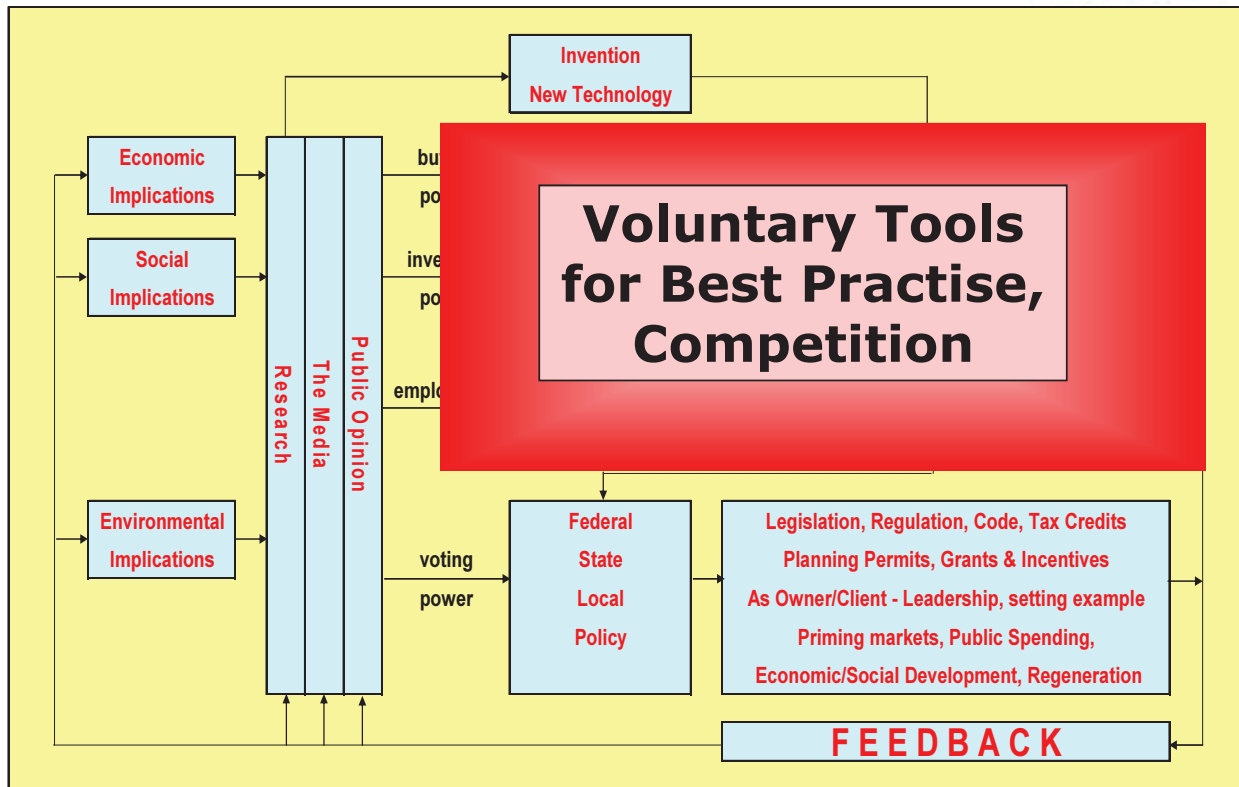 Invention
New Technology
Economic
Implications
Social
Implications
Environmental
Implications
Research
The Media
Public Opinion
voting
power
Voluntary Tools
for Best Practise,
Competition
Federal
State
Local
Policy
Legislation, Regulation, Code, Tax Credits
Planning Permits, Grants & Incentives
As Owner/Client - Leadership, setting example
Priming markets, Public Spending,
Economic/Social Development, Regeneration
FEEDBACK